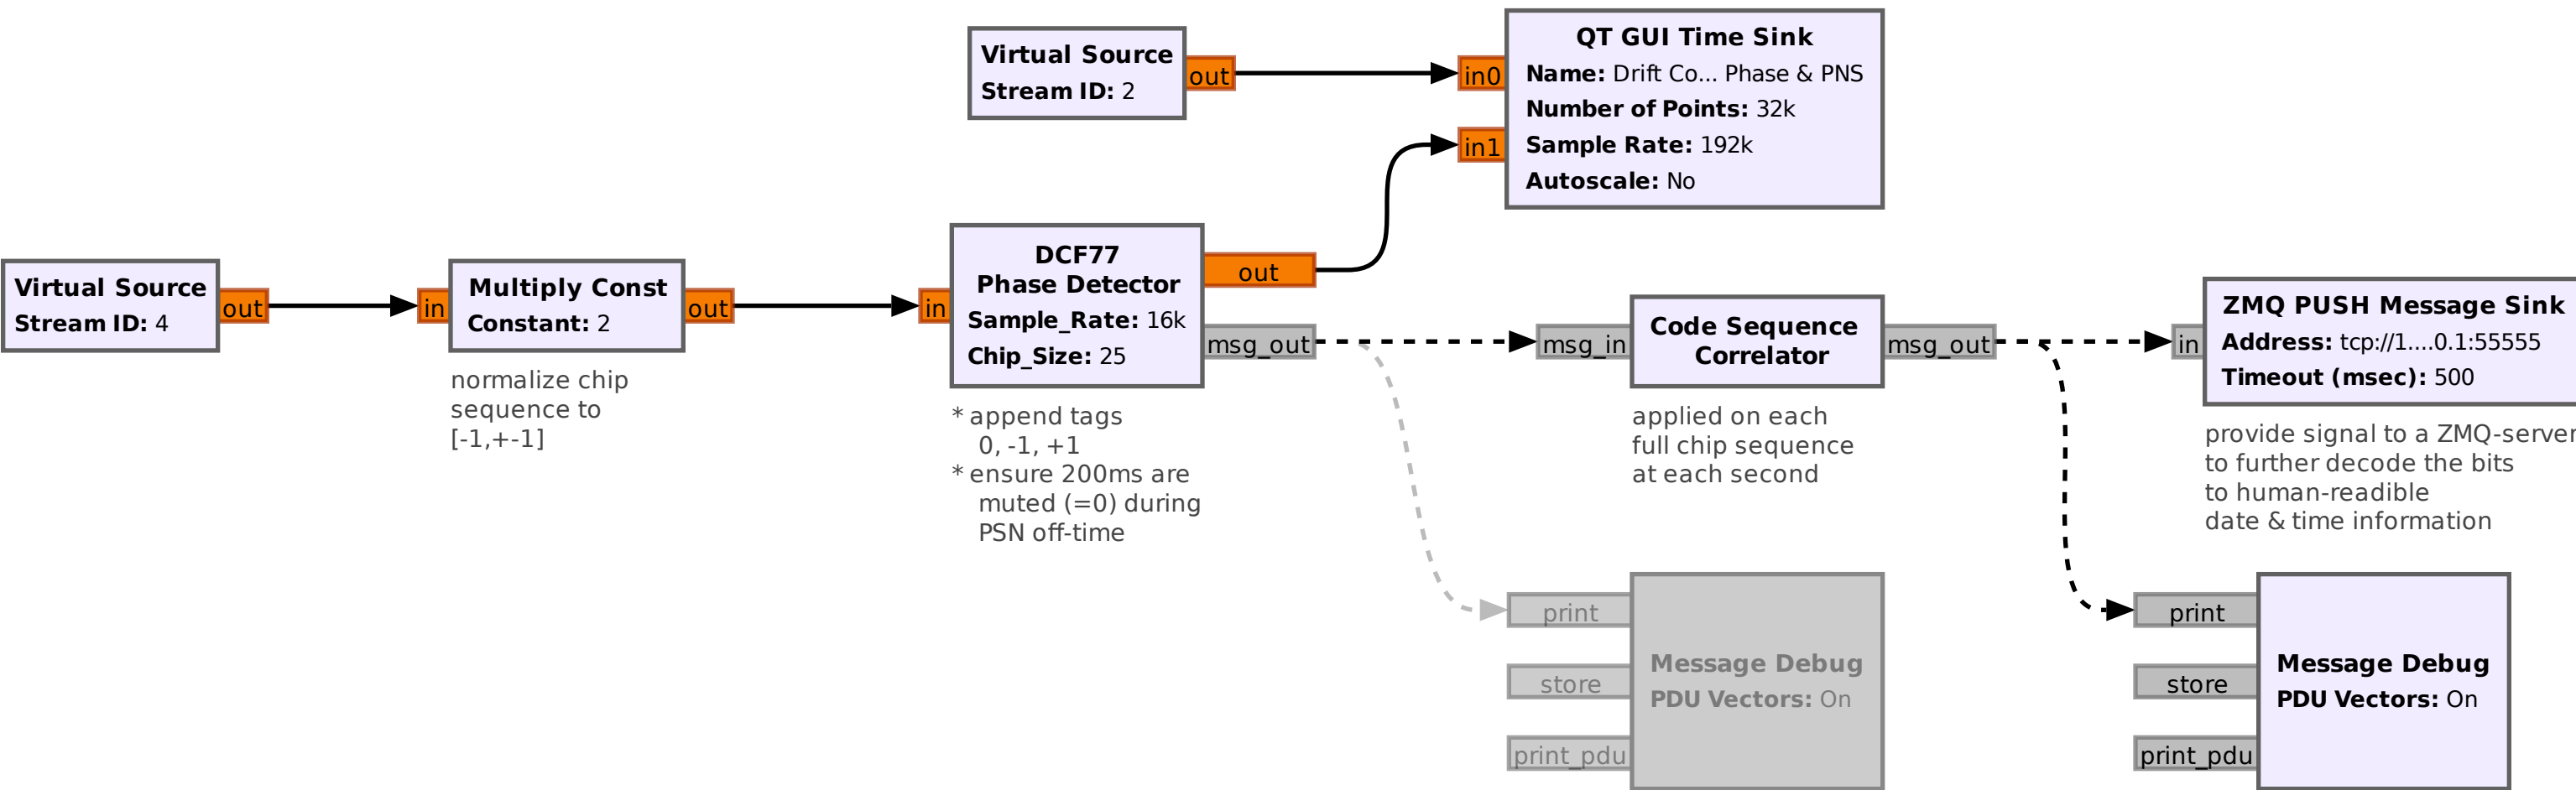 Virtual Source
Stream ID: 2
out
in0
in1
QT GUI Time Sink
Name: Drift Co... Phase & PNS
Number of Points: 32k
Sample Rate: 192k
Autoscale: No
Virtual Source
Stream ID: 4
out
in
Multiply Const
Constant: 2
out
normalize chip
sequence to
[-1,+-1]
in
DCF77
Phase Detector
Sample_Rate: 16k
Chip_Size: 25
out
msg_out
* append tags
0, -1, +1
* ensure 200ms are
muted (=0) during
PSN off-time
msg_in
Code Sequence
Correlator
msg_out
applied on each
full chip sequence
at each second
in
ZMQ PUSH Message Sink
Address: tcp://1....0.1:55555
Timeout (msec): 500
provide signal to a ZMQ-server
to further decode the bits
to human-readible
date & time information
print
store
print_pdu
Message Debug
PDU Vectors: On
print
store
print_pdu
Message Debug
PDU Vectors: On